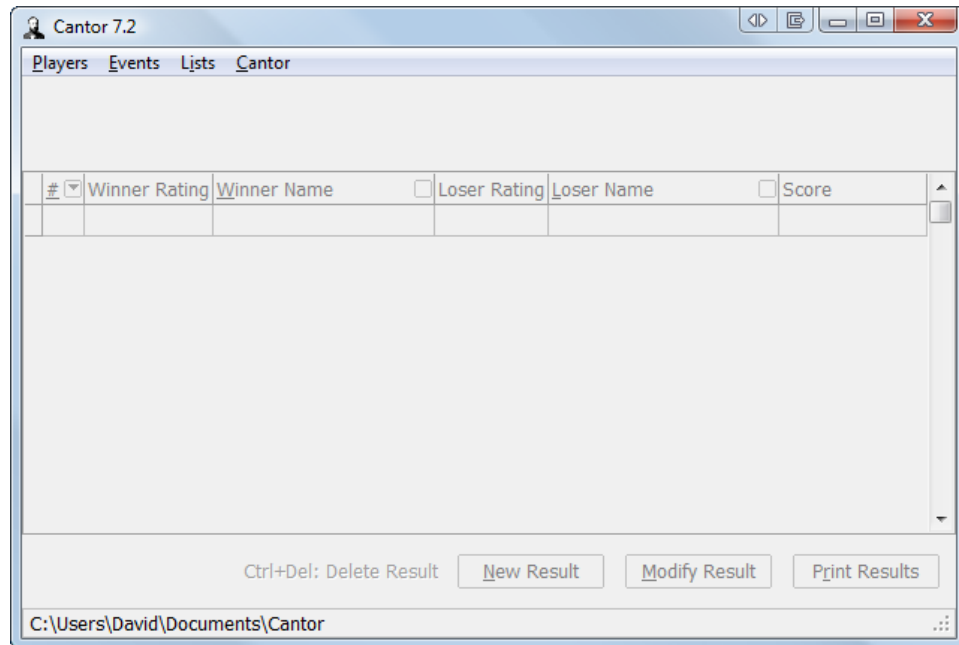 Cantor 7.2
Players Events Lists Cantor
# Winner Rating Winner Name Loser Rating Loser Name Score
Ctrl+Del: Delete Result New Result Modify Result Print Results
C:\Users\David\Documents\Cantor